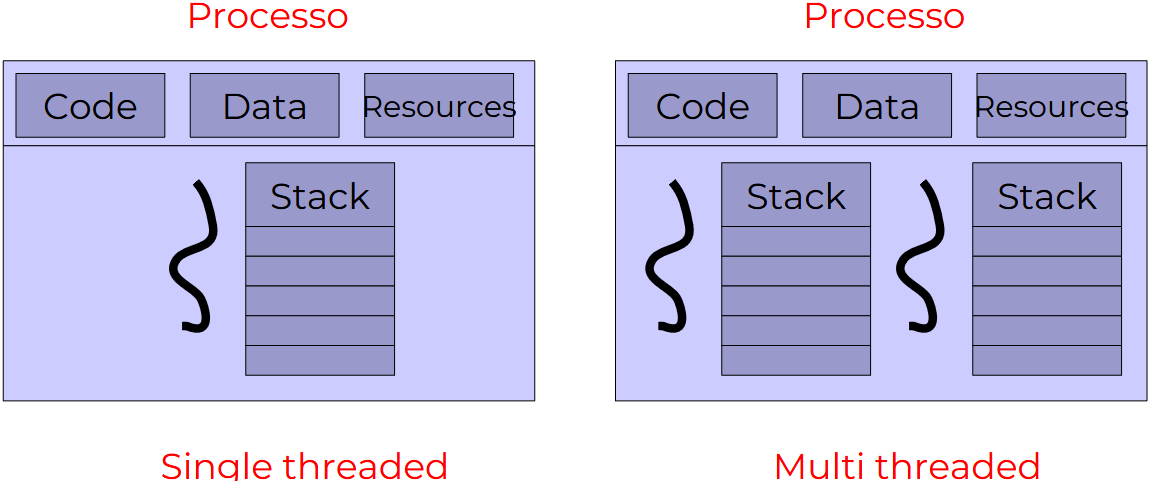 Processo
Code
Data
Resources
Stack
Single threaded
Processo
Code
Data
Resources
Stack
Stack
Multi threaded